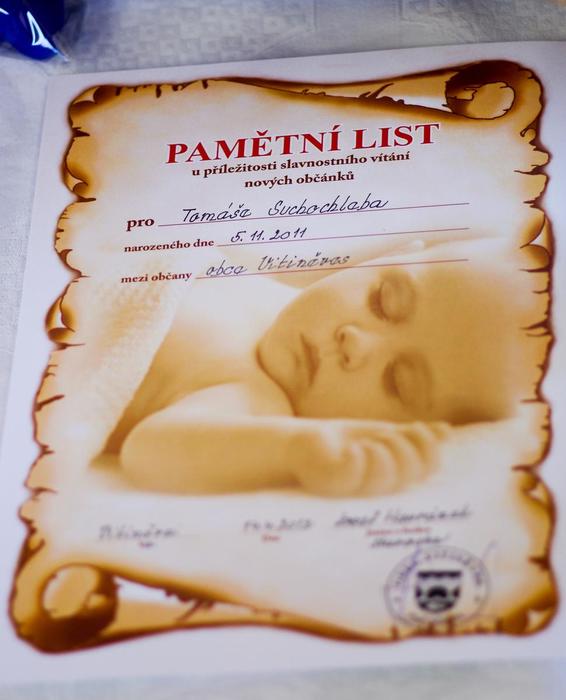 PAMĚTNÍ LIST
u příležitosti slavnostního vítání
nových občánků
pro Tomáše Suchochleba
narozeného dne 5. 11. 2011
mezi občany obce Vitiněves